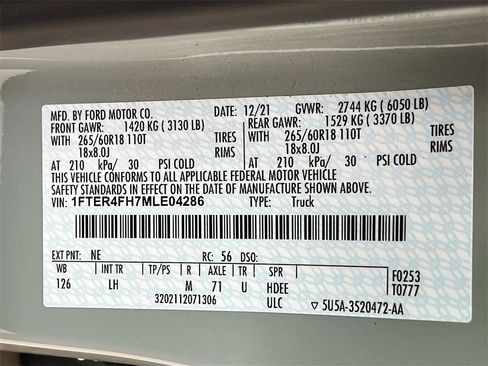 MFD. BY FORD MOTOR CO. 12/21 GVWR: 2744 KG ( 6050 LB)
FRONT GAWR: 1420 KG ( 3130 LB) REAR GAWR: 1529 KG ( 3370 LB)
WITH 265/60R18 110T TIRES WITH 265/60R18 110T TIRES
18x8.0J RIMS 18x8.0J RIMS
AT 210 kPa/ 30 PSI COLD AT 210 kPa/ 30 PSI COLD
THIS VEHICLE CONFORMS TO ALL APPLICABLE FEDERAL MOTOR VEHICLE
SAFETY STANDARDS IN EFFECT ON THE DATE OF MANUFACTURE SHOWN ABOVE.
VIN: 1FTER4FH7MLE04286 TYPE: Truck
EXT PNT: NE RC: 56 DSO:
WB INT TR TP/PS R AXLE TR SPR F0253
126 LH M 71 U HDEE T0777
3202112071306 ULC ▽ 5U5A-3520472-AA